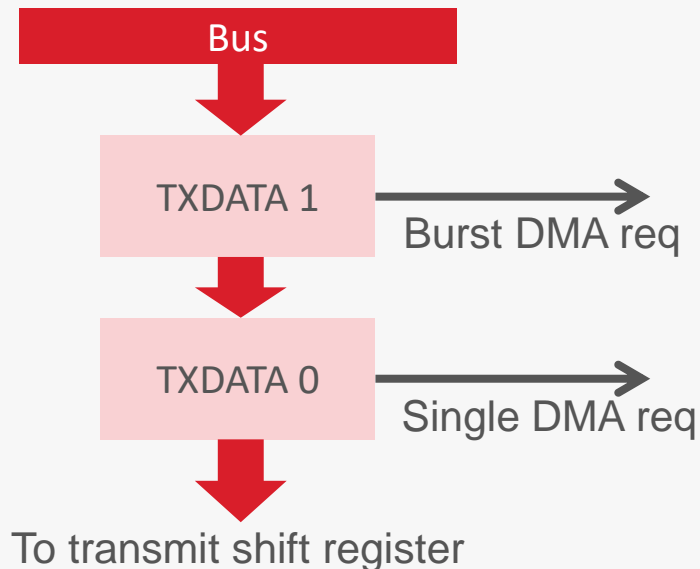 Bus
TXDATA 1
Burst DMA req
TXDATA 0
Single DMA req
To transmit shift register